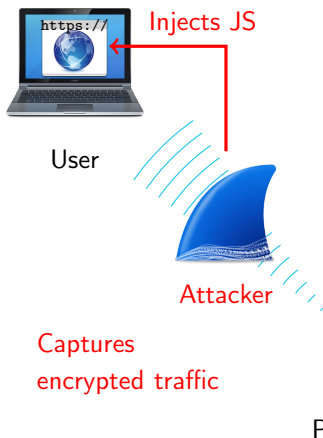 Injects JS
https://
User
Attacker
Captures
encrypted traffic
P